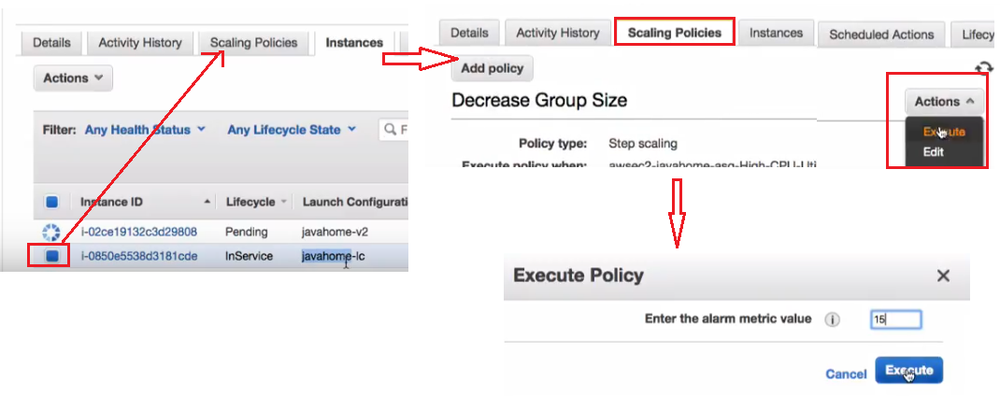 Details Activity History Scaling Policies Instances
Actions
Filter: Any Health Status Any Lifecycle State F
Instance ID Lifecycle Launch Configurati
i-02ce19132c3d29808 Pending javahome-v2
i-0850e5538d3181cde InService javahome-lc
Details Activity History Scaling Policies Instances Scheduled Actions Lifecy
Add policy
Decrease Group Size
Actions
Execute
Edit
Policy type: Step scaling
Execute policy when: awsec2-javahome-asg-High-CPU-Uti
Execute Policy
Enter the alarm metric value 15
Cancel Execute